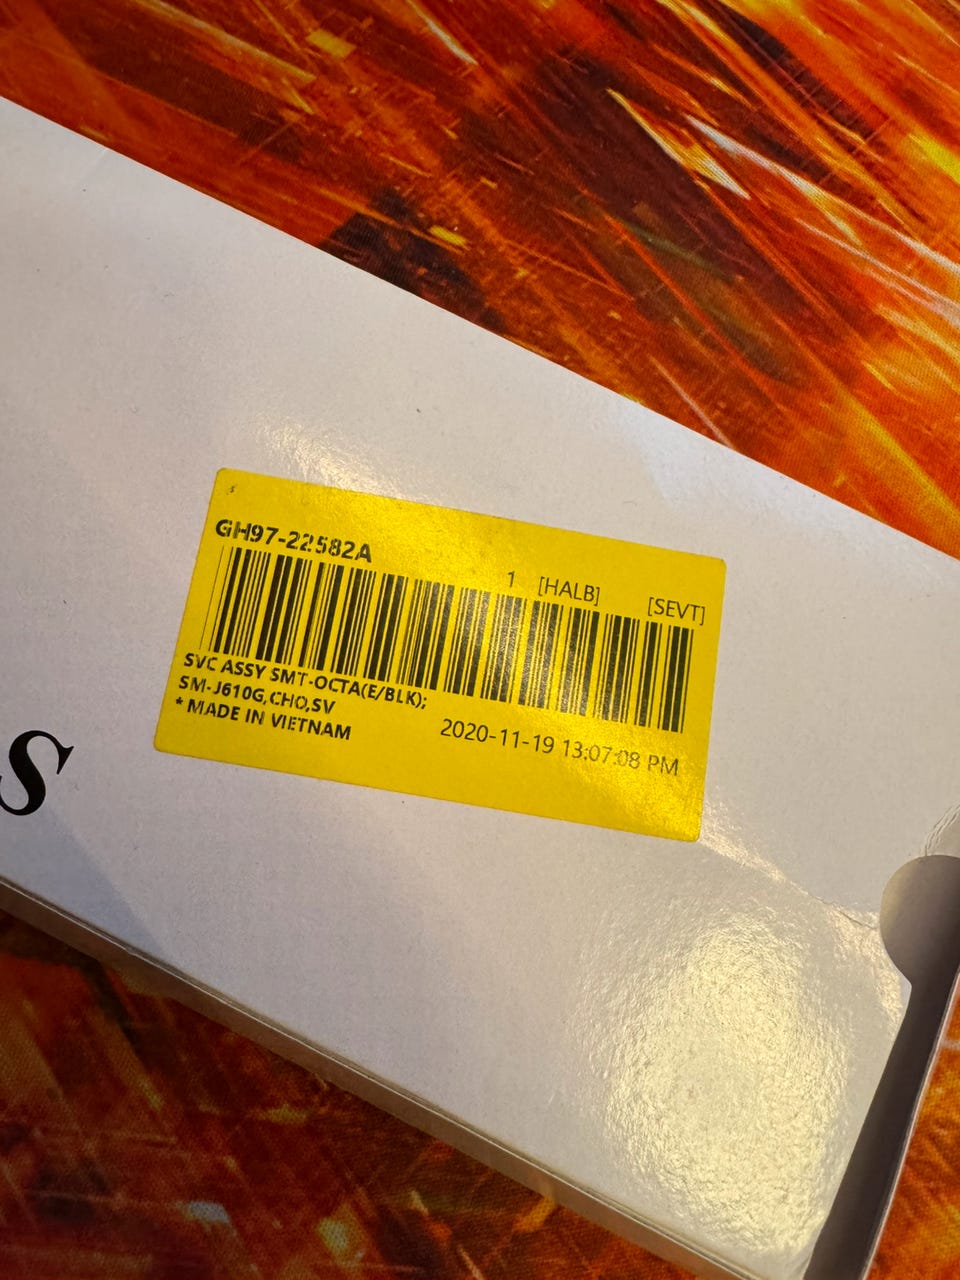 GH97-22582A
1 [HALB] [SEVT]
SVC ASSY SMT-OCTA(E/BLK);
SM-J610G,CHO,SV
* MADE IN VIETNAM
2020-11-19 13:07:08 PM
S